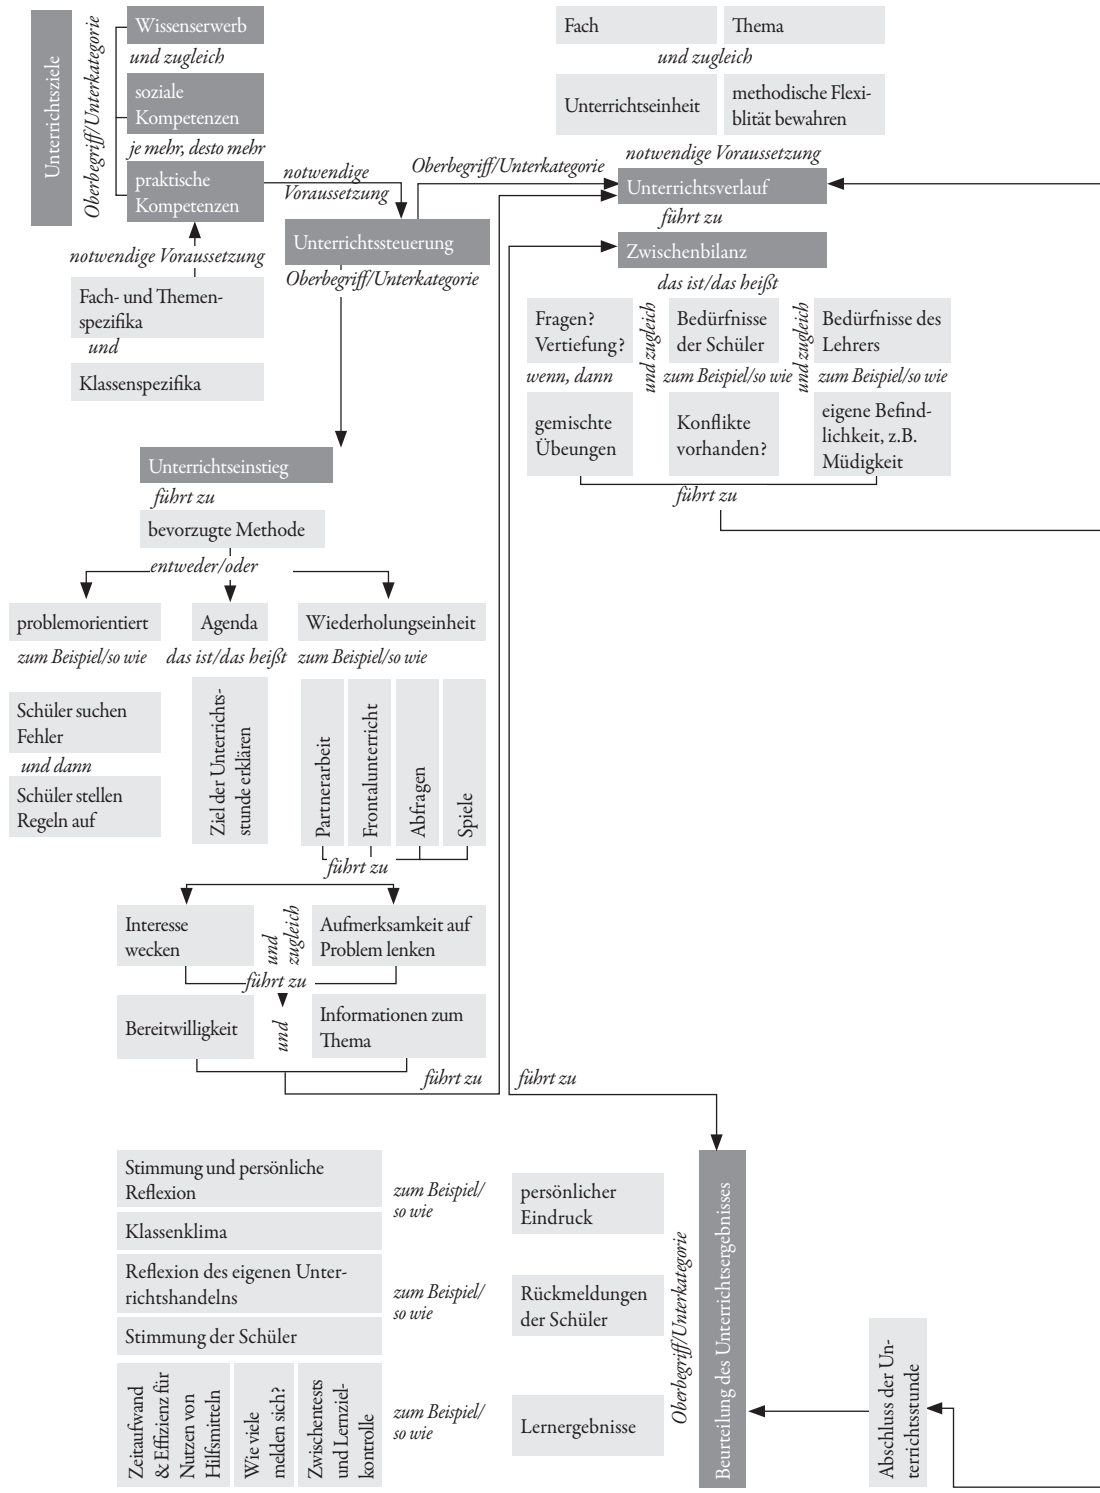 Unterrichtsziele
Oberbegriff/Unterkategorie
Wissenserwerb
und zugleich
soziale
Kompetenzen
je mehr, desto mehr
praktische
Kompetenzen
notwendige
Voraussetzung
notwendige Voraussetzung
Fach- und Themen-
spezifika
und
Klassenspezifika
Unterrichtssteuerung
Oberbegriff/Unterkategorie
Oberbegriff/Unterkategorie
Fach
Thema
und zugleich
Unterrichtseinheit
methodische Flexi-
blität bewahren
notwendige Voraussetzung
Unterrichtsverlauf
führt zu
Zwischenbilanz
das ist/das heißt
Fragen?
Vertiefung?
und zugleich
Bedürfnisse
der Schüler
und zugleich
Bedürfnisse des
Lehrers
wenn, dann
zum Beispiel/so wie
zum Beispiel/so wie
gemischte
Übeungen
Konflikte
vorhanden?
eigene Befind-
lichkeit, z.B.
Müdigkeit
führt zu
Unterrichtseinstieg
führt zu
bevorzugte Methode
entweder/oder
problemorientiert
Agenda
Wiederholungseinheit
zum Beispiel/so wie
das ist/das heißt
zum Beispiel/so wie
Schüler suchen
Fehler
und dann
Schüler stellen
Regeln auf
Ziel der Unterrichts-
stunde erklären
Partnerarbeit
Frontalunterricht
Abfragen
Spiele
führt zu
Interesse
wecken
und
zugleich
Aufmerksamkeit auf
Problem lenken
führt zu
Bereitwilligkeit
und
Informationen zum
Thema
führt zu
führt zu
Stimmung und persönliche
Reflexion
Klassenklima
zum Beispiel/
so wie
persönlicher
Eindruck
Reflexion des eigenen Unter-
richtshandelns
Stimmung der Schüler
zum Beispiel/
so wie
Rückmeldungen
der Schüler
Zeitaufwand
& Effizienz für
Nutzen von
Hilfsmitteln
Wie viele
melden sich?
Zwischentests
und Lernziel-
kontrolle
zum Beispiel/
so wie
Lernergebnisse
Oberbegriff/Unterkategorie
Beurteilung des Unterrichtsergebnisses
Abschluss der Un-
terrichtsstunde